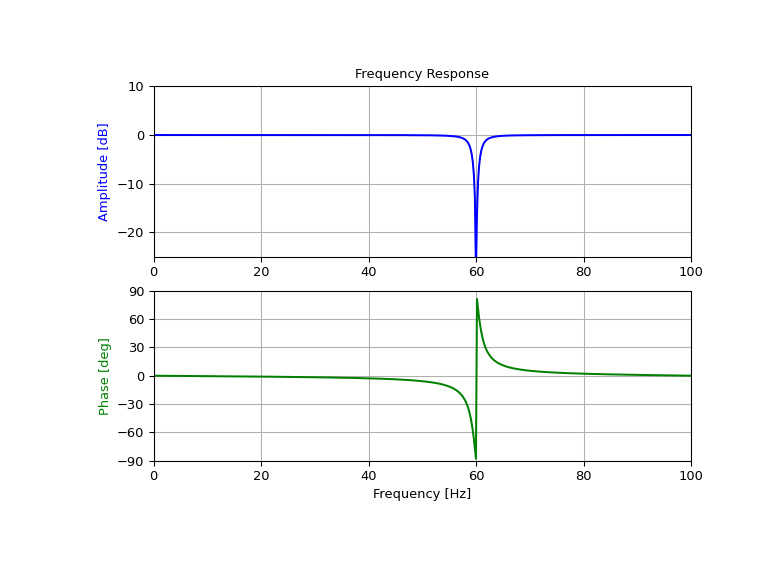 Frequency Response
Amplitude [dB]
10
0
−10
−20
0 20 40 60 80 100
Phase [deg]
90
60
30
0
−30
−60
−90
0 20 40 60 80 100
Frequency [Hz]